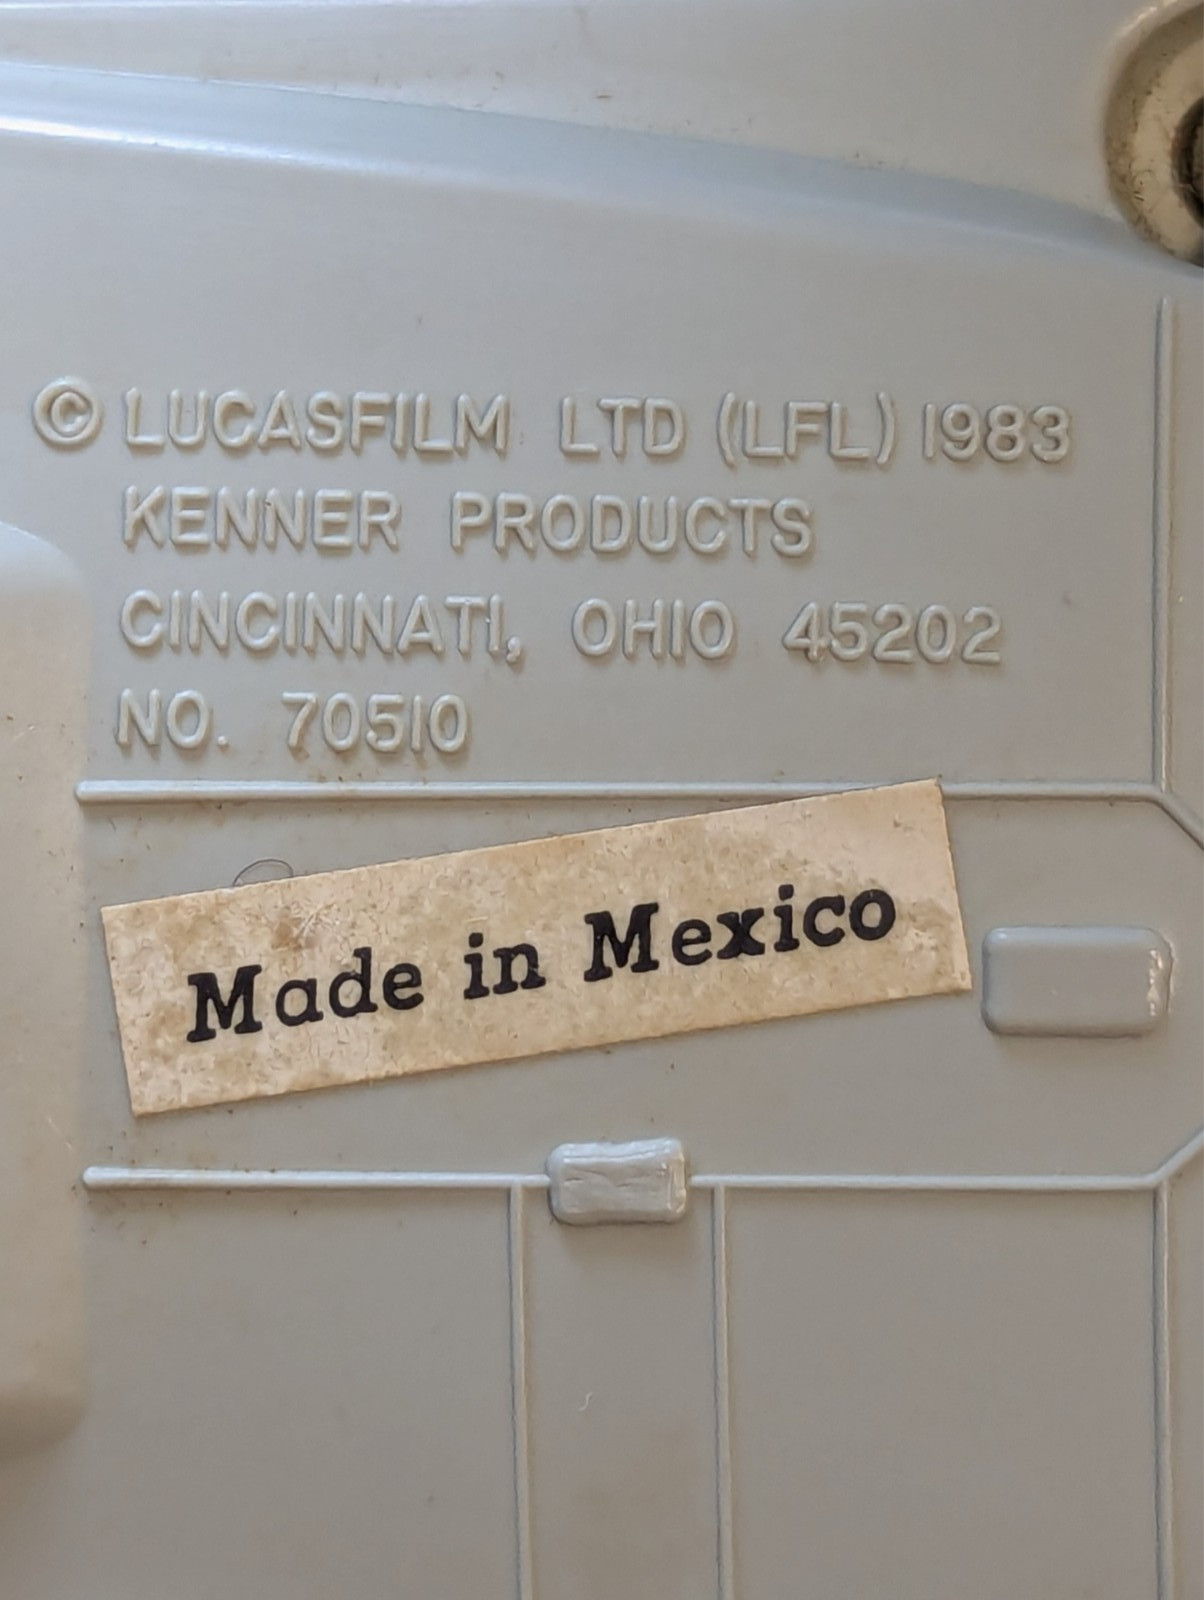 © LUCASFILM LTD (LFL) 1983
KENNER PRODUCTS
CINCINNATI, OHIO 45202
NO. 70510
Made in Mexico